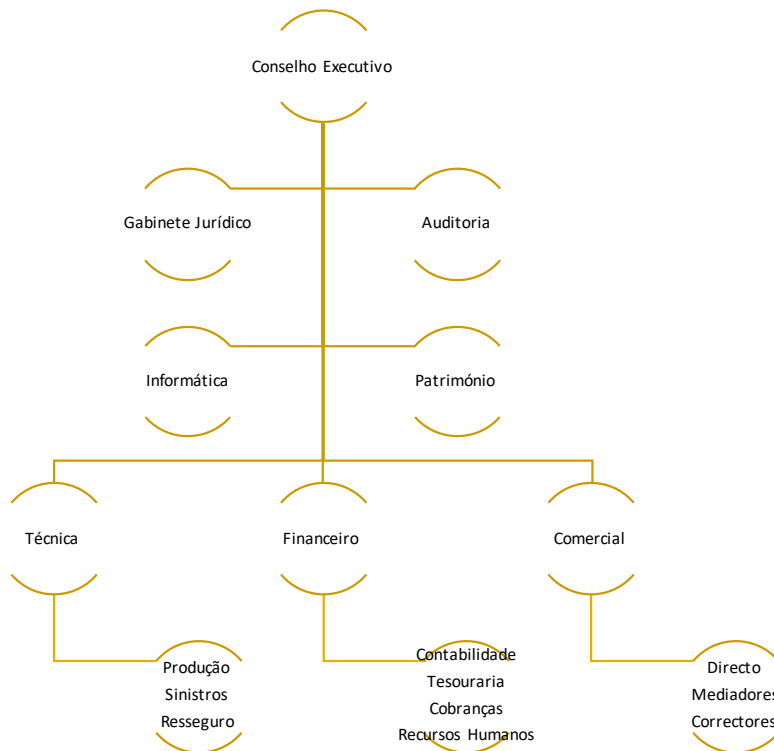 Conselho Executivo
Gabinete Jurídico
Auditoria
Informática
Património
Técnica
Financeiro
Comercial
Produção
Sinistros
Resseguro
Contabilidade
Tesouraria
Cobranças
Recursos Humanos
Directo
Mediadores
Correctores